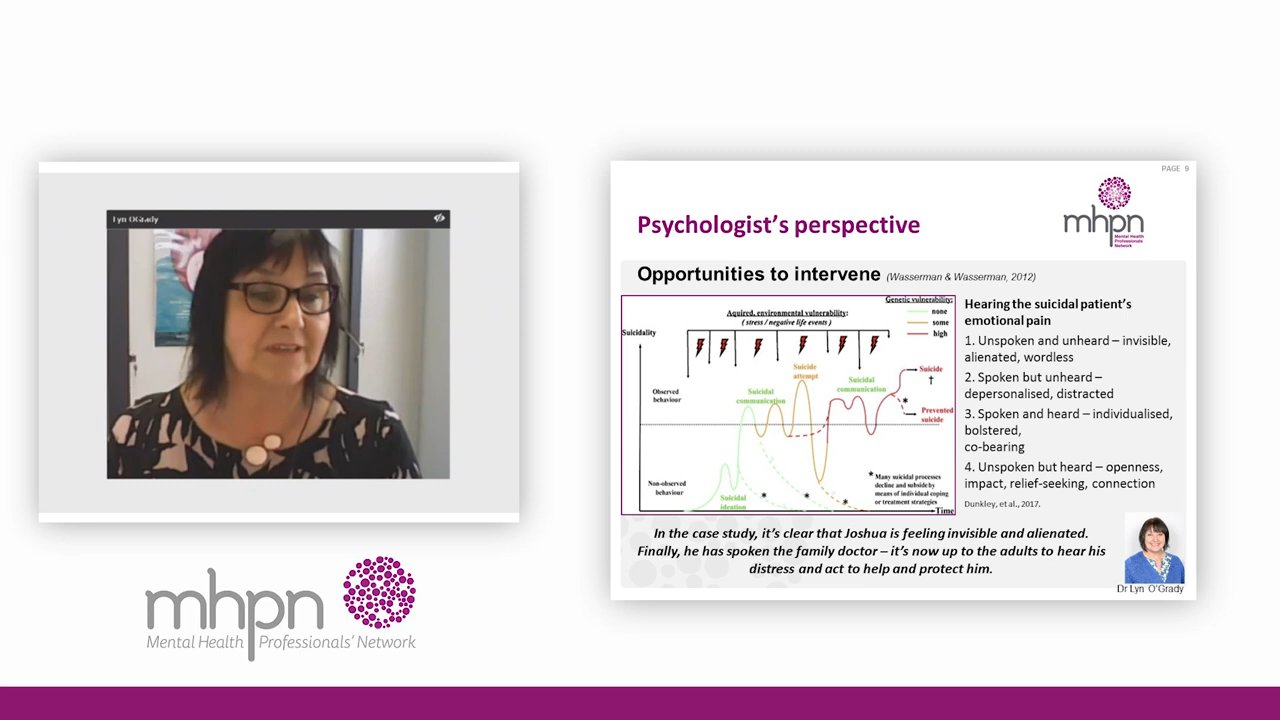 Lyn OGrady
mhpn
Mental Health Professionals' Network
PAGE 9
mhpn
Mental Health
Professionals
Network
Psychologist's perspective
Opportunities to intervene (Wasserman & Wasserman, 2012)
Genetic vulnerability:
none
some
high
Aquired, environmental vulnerability:
( stress / negative life events )
Suicidality
Observed
behaviour
Non-observed
behaviour
Suicidal
ideation
Suicidal
communication
Suicide
attempt
Suicidal
communication
Suicide
†
*
Prevented
suicide
* * *
* Many suicidal processes
decline and subside by
means of individual coping
or treatment strategies
Time
Hearing the suicidal patient's
emotional pain
1. Unspoken and unheard – invisible,
alienated, wordless
2. Spoken but unheard –
depersonalised, distracted
3. Spoken and heard – individualised,
bolstered,
co-bearing
4. Unspoken but heard – openness,
impact, relief-seeking, connection
Dunkley, et al., 2017.
In the case study, it's clear that Joshua is feeling invisible and alienated.
Finally, he has spoken the family doctor – it's now up to the adults to hear his
distress and act to help and protect him.
Dr Lyn O'Grady